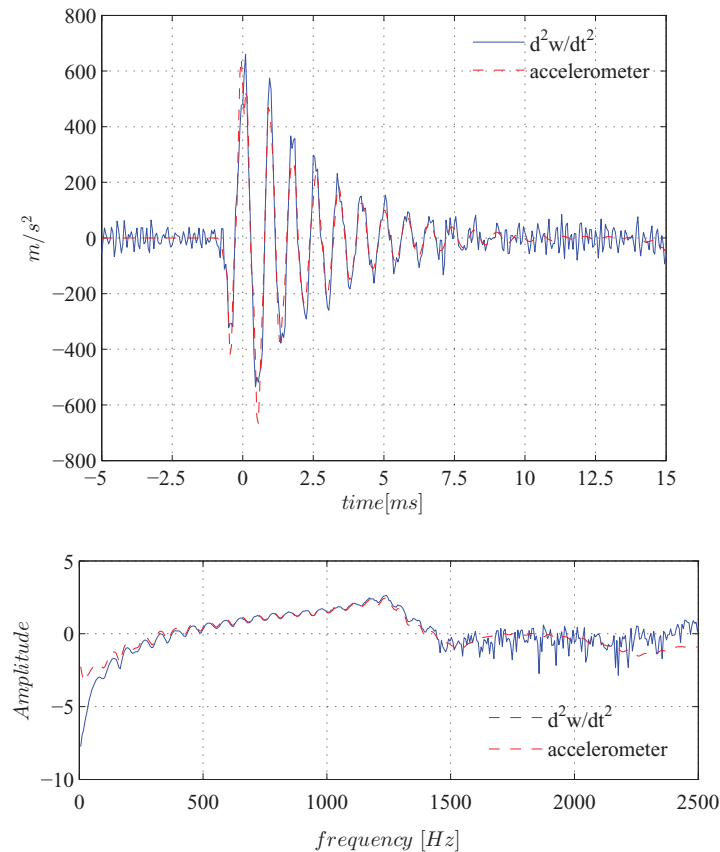 800
600
400
200
0
−200
−400
−600
−800
m/s²
d²w/dt²
accelerometer
−5 −2.5 0 2.5 5 7.5 10 12.5 15
time[ms]
5
0
−5
−10
Amplitude
d²w/dt²
accelerometer
0 500 1000 1500 2000 2500
frequency [Hz]